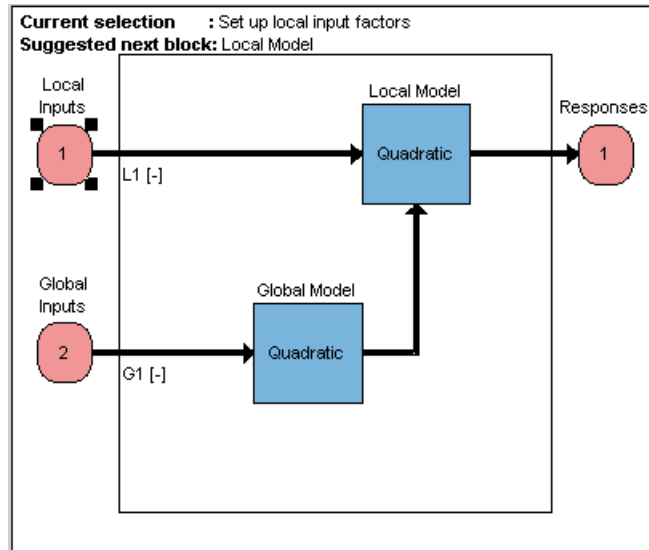 Current selection : Set up local input factors
Suggested next block: Local Model
Local
Inputs
1
L1 [-]
Local Model
Quadratic
Responses
1
Global
Inputs
2
G1 [-]
Global Model
Quadratic